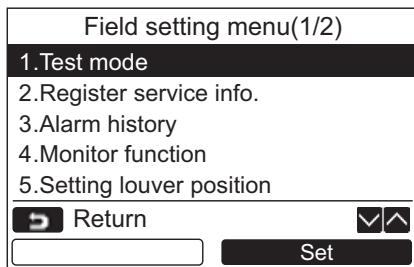 Field setting menu(1/2)
1.Test mode
2.Register service info.
3.Alarm history
4.Monitor function
5.Setting louver position
Return
Set